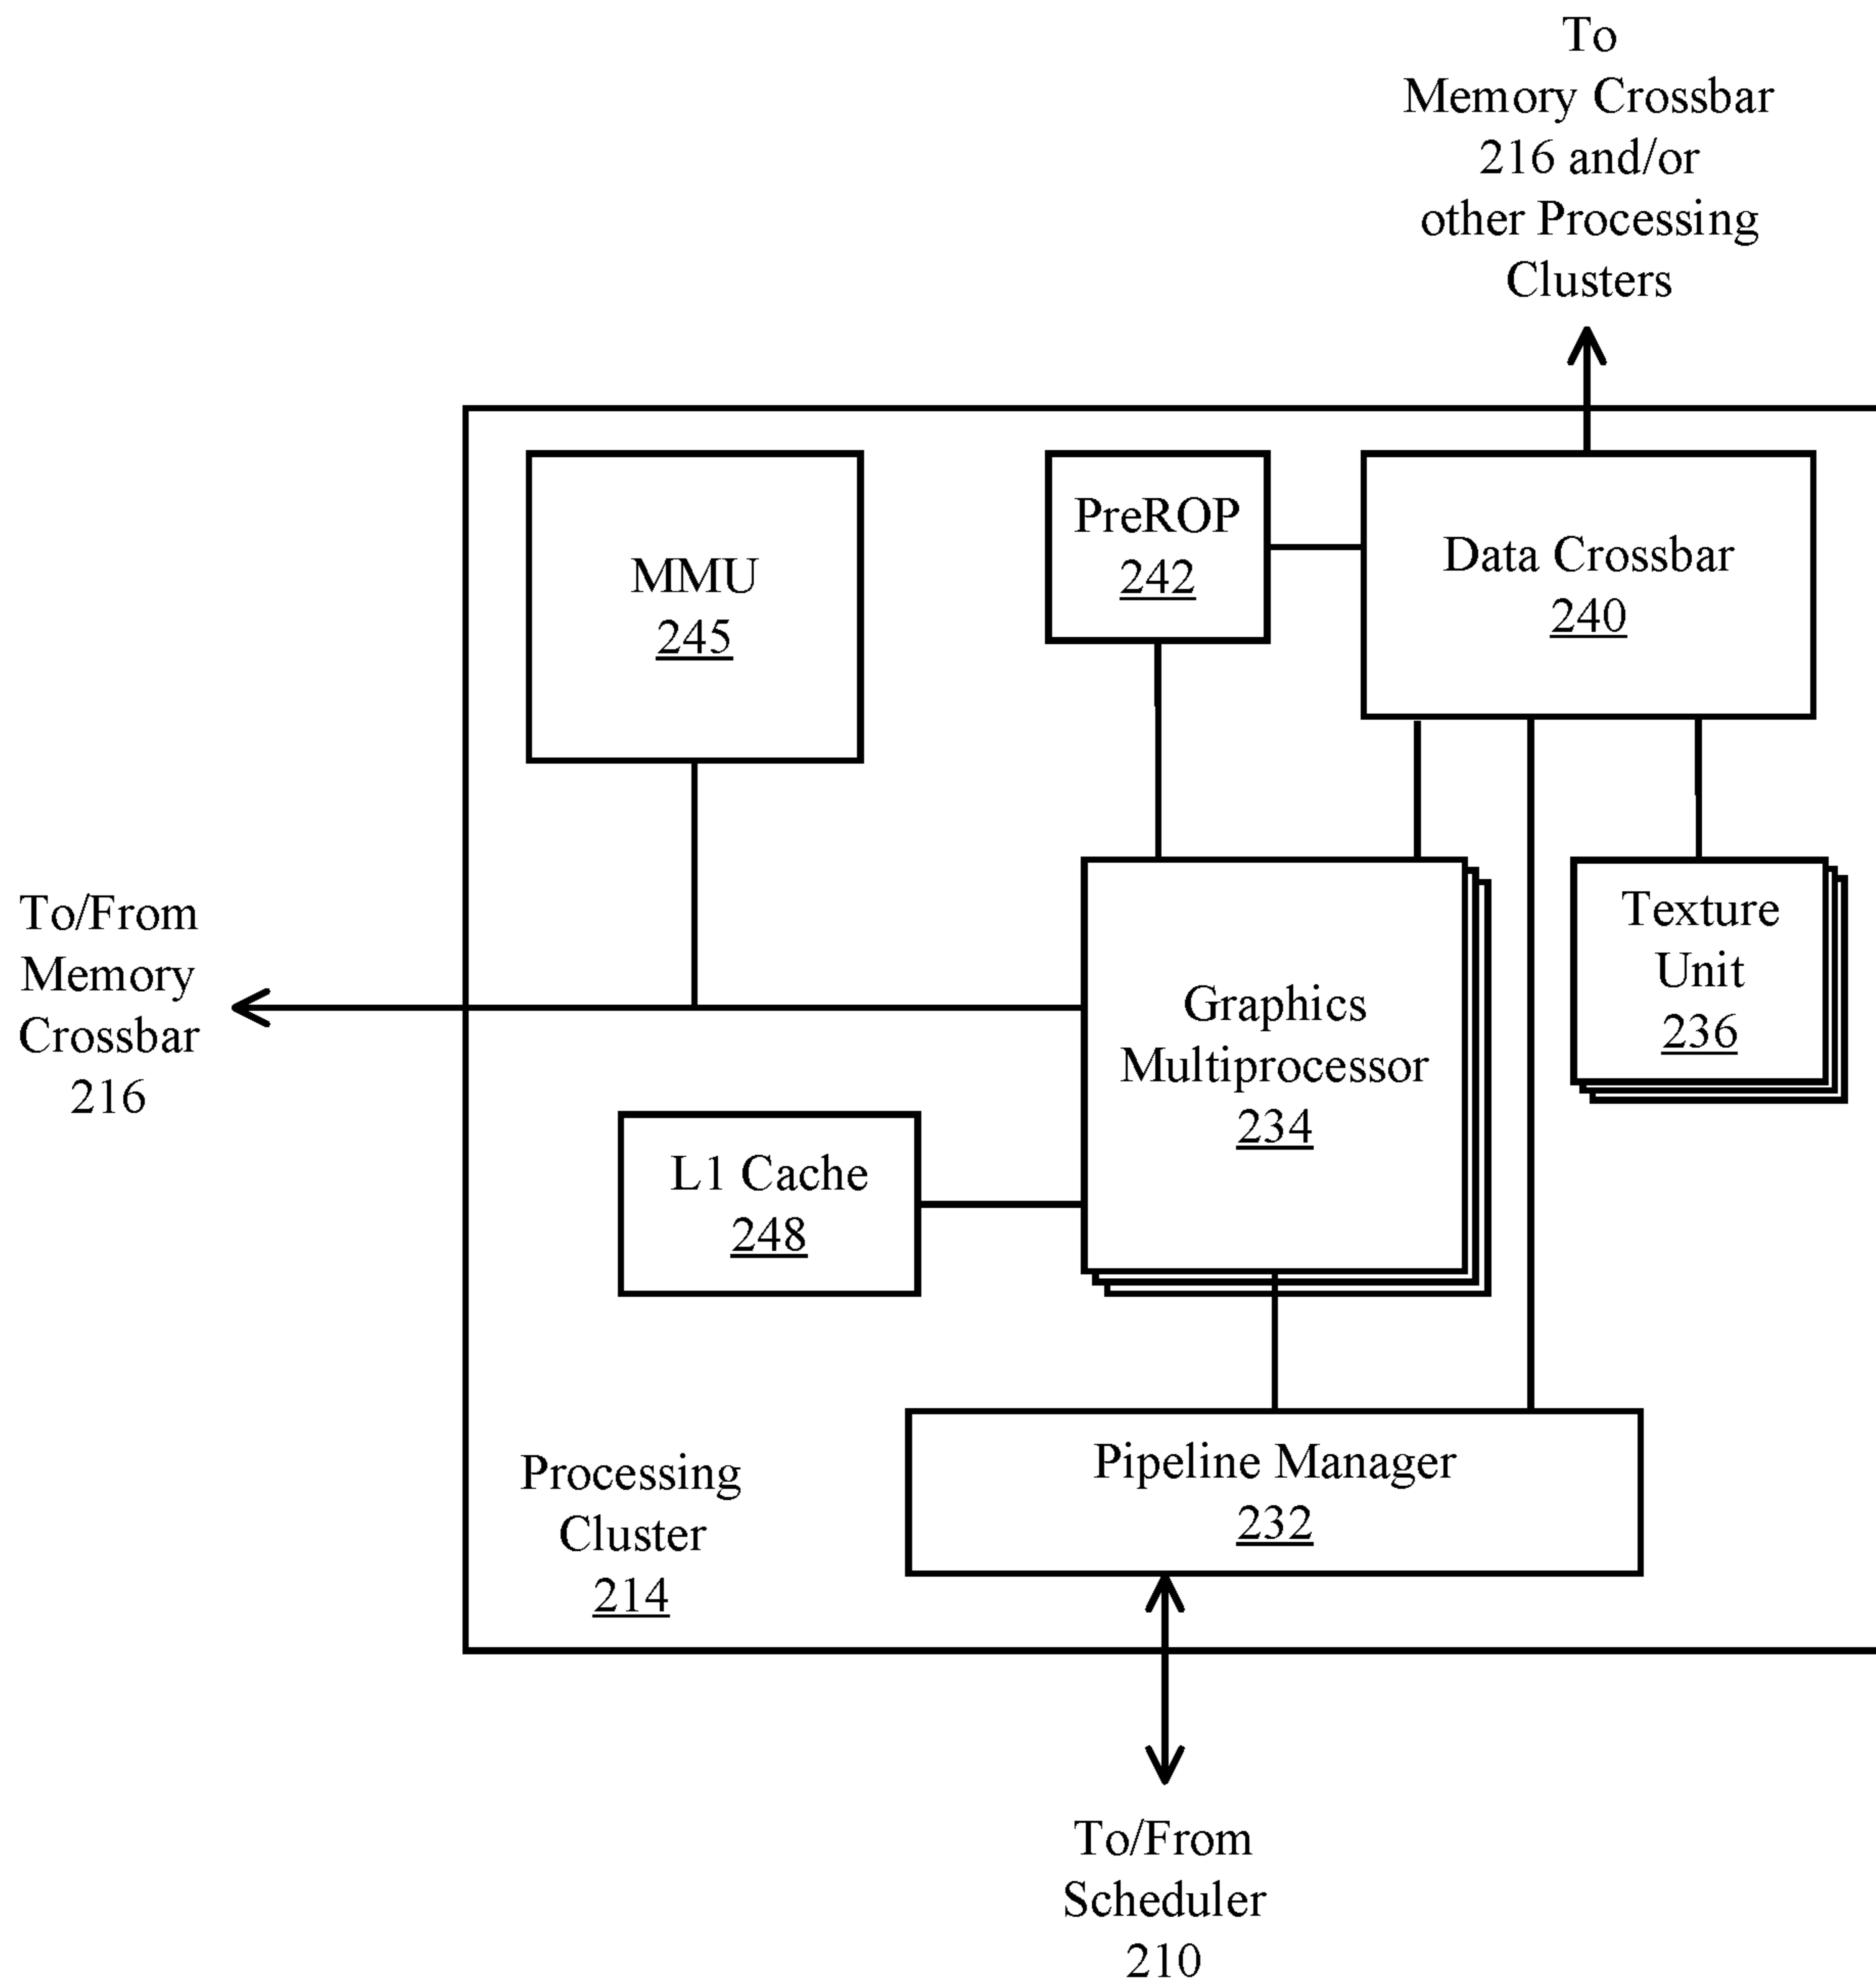 To
Memory Crossbar
216 and/or
other Processing
Clusters
MMU
245
PreROP
242
Data Crossbar
240
To/From
Memory
Crossbar
216
Graphics
Multiprocessor
234
Texture
Unit
236
L1 Cache
248
Processing
Cluster
214
Pipeline Manager
232
To/From
Scheduler
210